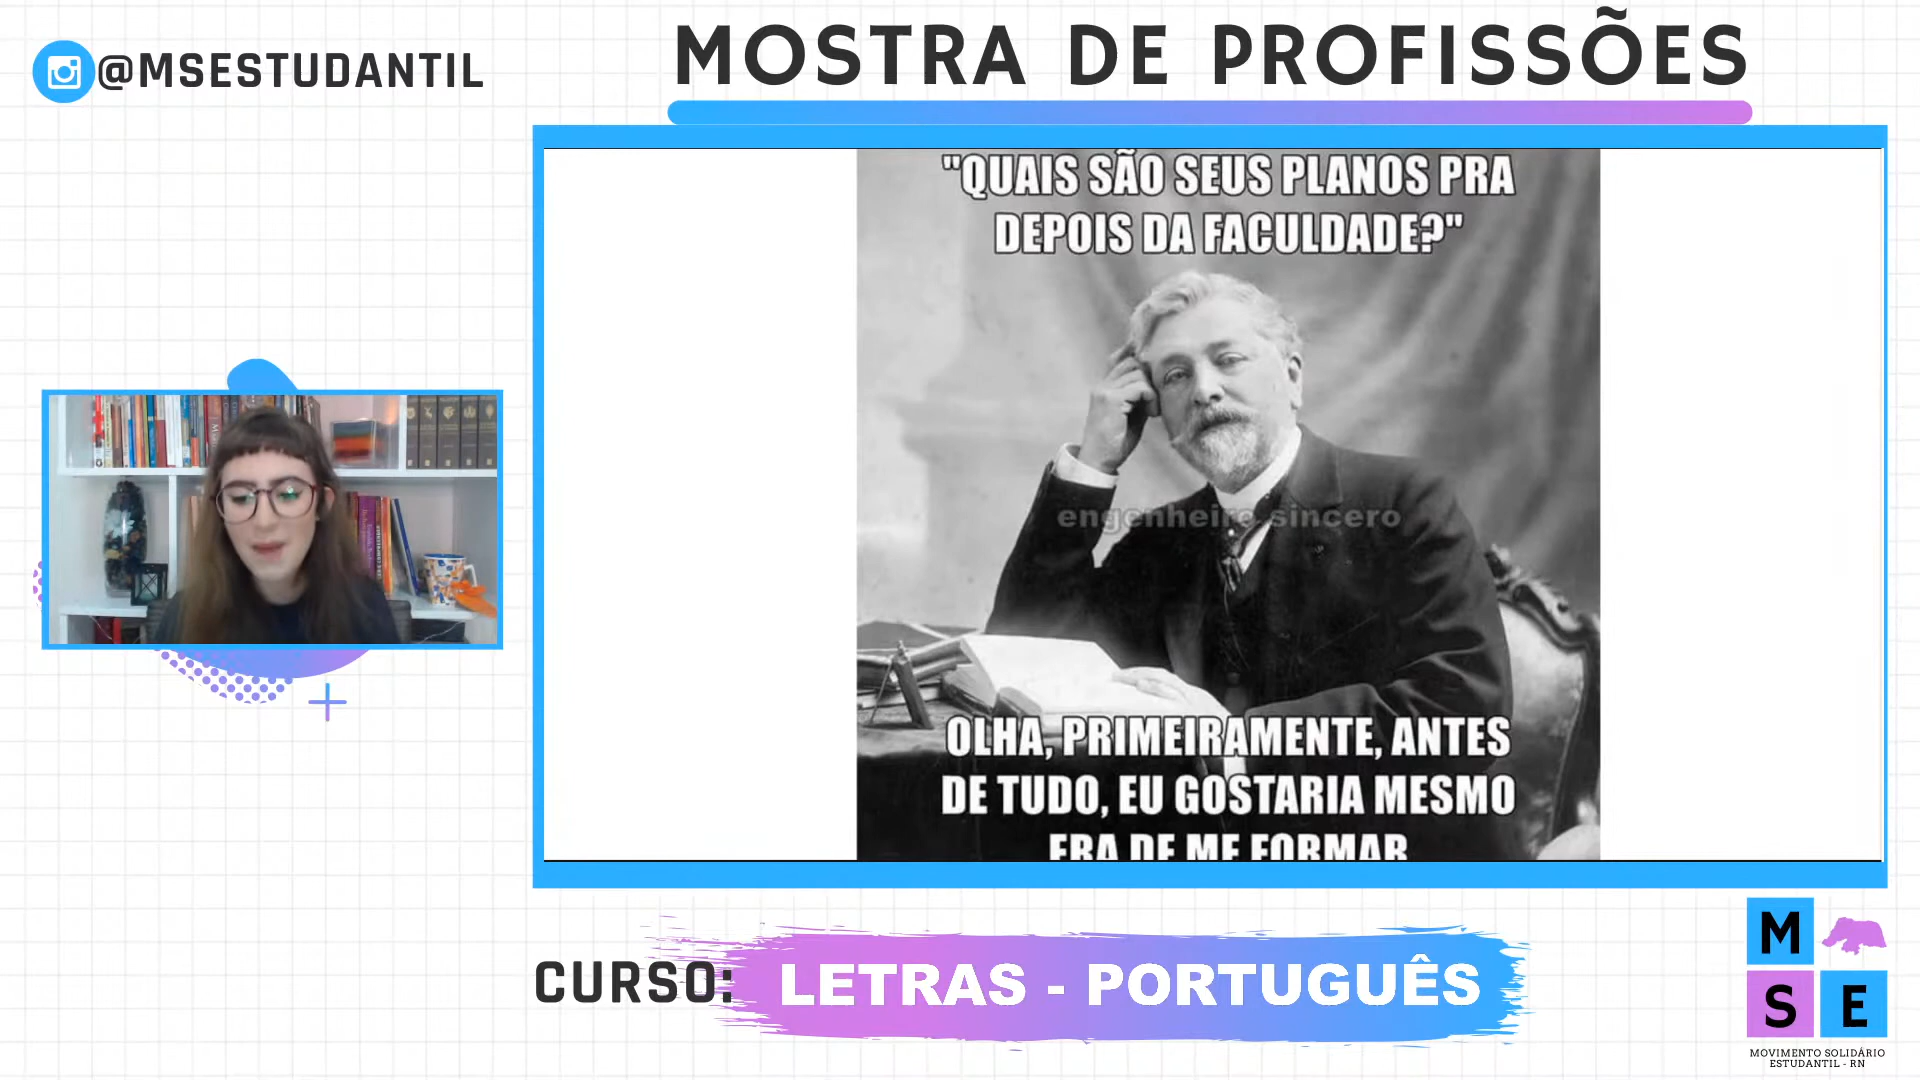 @MSESTUDANTIL
MOSTRA DE PROFISSÕES
"QUAIS SÃO SEUS PLANOS PRA
DEPOIS DA FACULDADE?"
engenheiro sincero
OLHA, PRIMEIRAMENTE, ANTES
DE TUDO, EU GOSTARIA MESMO
ERA DE ME FORMAR
CURSO: LETRAS - PORTUGUÊS
M
S E
MOVIMENTO SOLIDÁRIO
ESTUDANTIL - RN